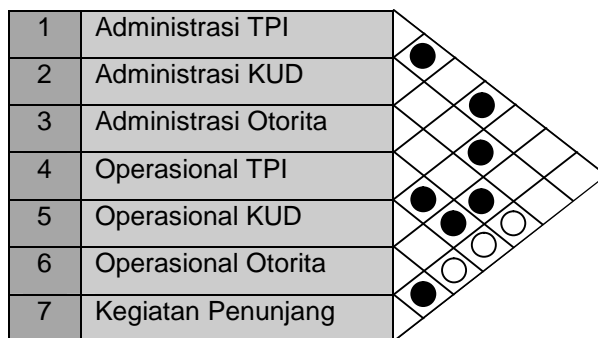 1 Administrasi TPI
2 Administrasi KUD
3 Administrasi Otorita
4 Operasional TPI
5 Operasional KUD
6 Operasional Otorita
7 Kegiatan Penunjang